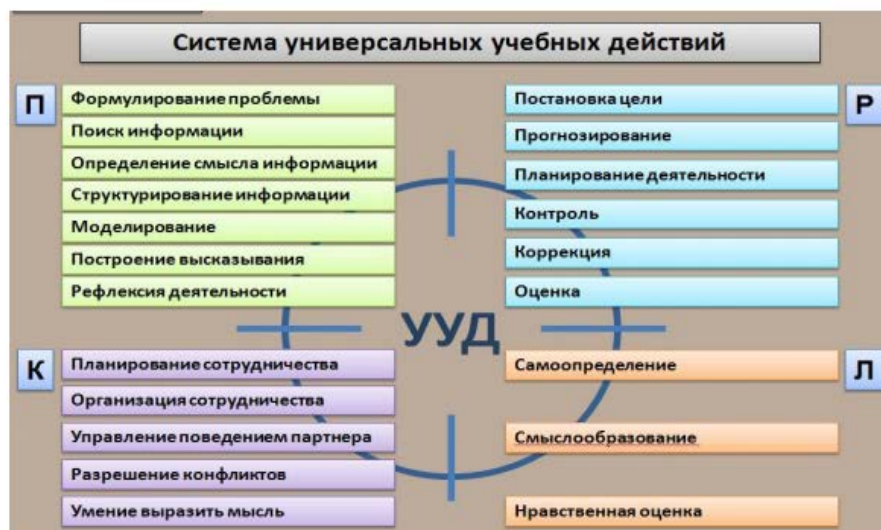 Система универсальных учебных действий
П
Формулирование проблемы
Поиск информации
Определение смысла информации
Структурирование информации
Моделирование
Построение высказывания
Рефлексия деятельности
Р
Постановка цели
Прогнозирование
Планирование деятельности
Контроль
Коррекция
Оценка
УУД
К
Планирование сотрудничества
Организация сотрудничества
Управление поведением партнера
Разрешение конфликтов
Умение выразить мысль
Л
Самоопределение
Смыслообразование
Нравственная оценка